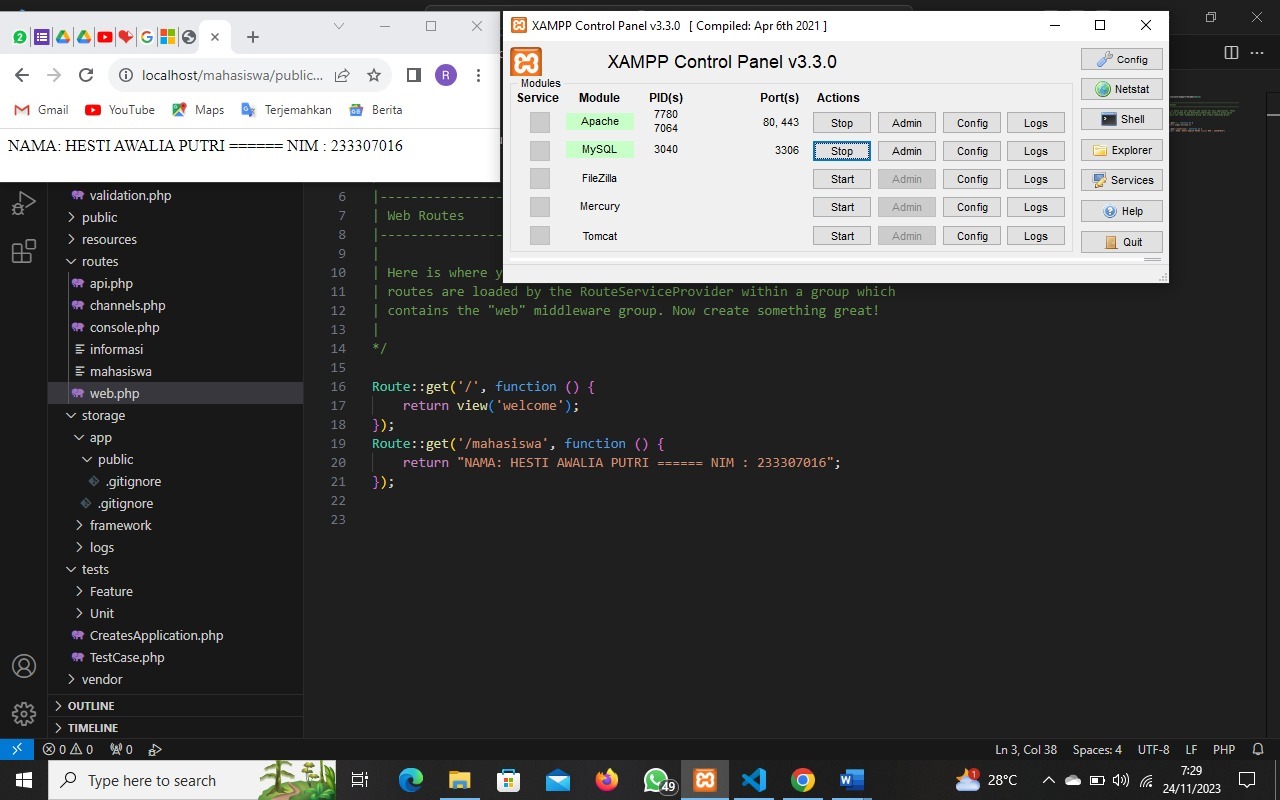 XAMPP Control Panel v3.3.0 [ Compiled: Apr 6th 2021 ]
localhost/mahasiswa/public...
R
Gmail YouTube Maps Terjemahkan Berita
NAMA: HESTI AWALIA PUTRI ====== NIM : 233307016
XAMPP Control Panel v3.3.0
Modules
Service Module PID(s) Port(s) Actions
Apache 7780 7064 80, 443 Stop Admin Config Logs
MySQL 3040 3306 Stop Admin Config Logs
FileZilla Start Admin Config Logs
Mercury Start Admin Config Logs
Tomcat Start Admin Config Logs
Config
Netstat
Shell
Explorer
Services
Help
Quit
validation.php
public
resources
routes
api.php
channels.php
console.php
informasi
mahasiswa
web.php
storage
app
public
.gitignore
.gitignore
framework
logs
tests
Feature
Unit
CreatesApplication.php
TestCase.php
vendor
OUTLINE
TIMELINE
6 |----------------
7 | Web Routes
8 |----------------
9 |
10 | Here is where y
11 | routes are loaded by the RouteServiceProvider within a group which
12 | contains the "web" middleware group. Now create something great!
13 |
14 */
15
16 Route::get('/', function () {
17 return view('welcome');
18 });
19 Route::get('/mahasiswa', function () {
20 return "NAMA: HESTI AWALIA PUTRI ====== NIM : 233307016";
21 });
22
23
0 0 0 Ln 3, Col 38 Spaces: 4 UTF-8 LF PHP
Type here to search 49 1 28°C 7:29
24/11/2023